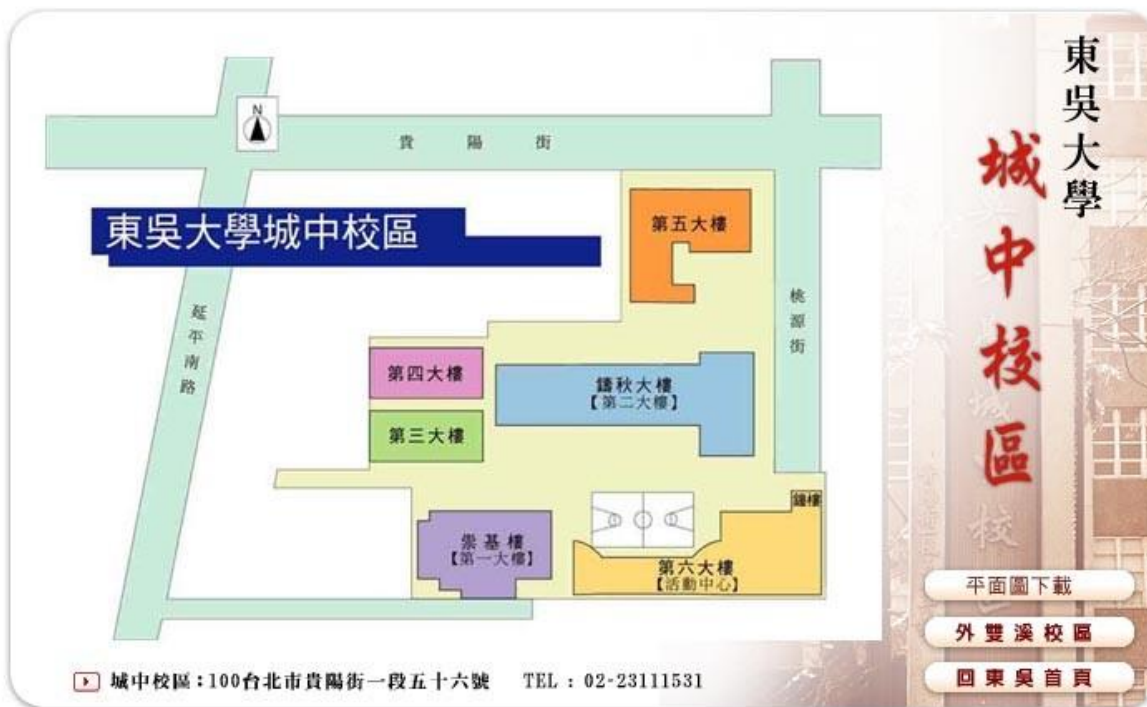 東吳大學
城中校區
N
貴陽街
東吳大學城中校區
第五大樓
延平南路
桃源街
第四大樓
鑄秋大樓
【第二大樓】
第三大樓
鐘樓
崇基樓
【第一大樓】
第六大樓
【活動中心】
平面圖下載
外雙溪校區
回東吳首頁
城中校區：100台北市貴陽街一段五十六號 TEL : 02-23111531